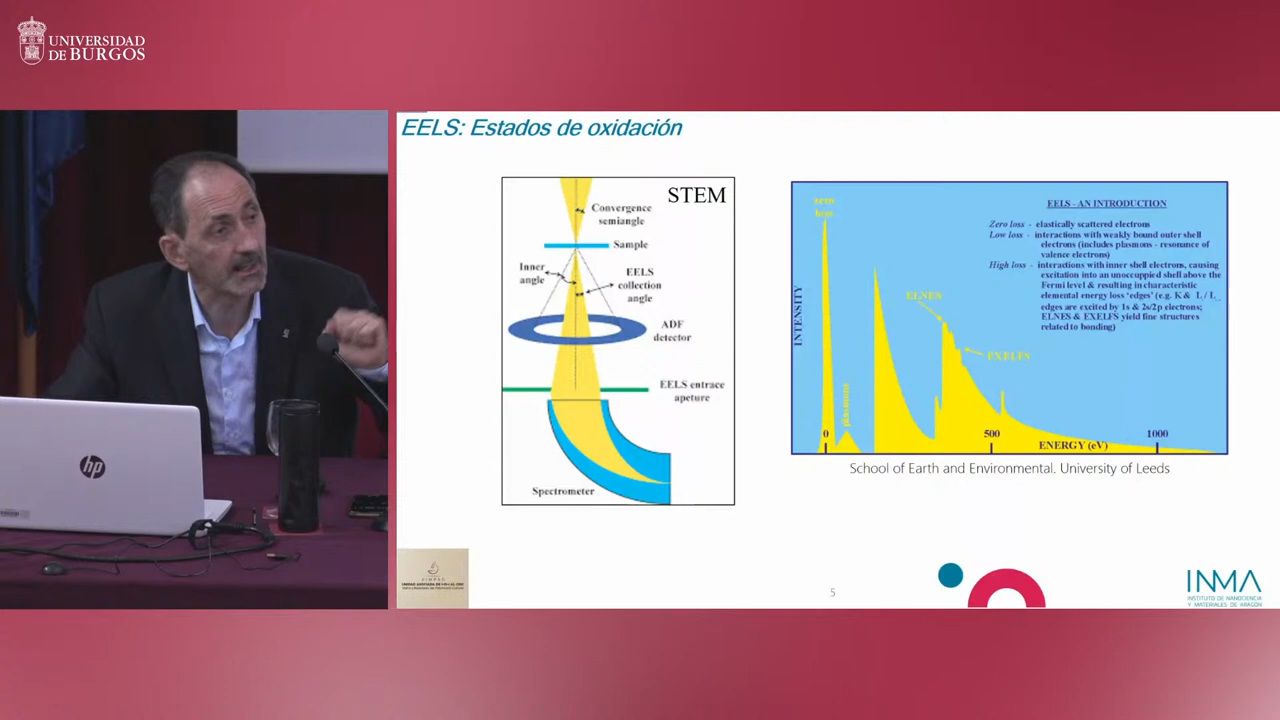 UNIVERSIDAD
DE BURGOS
hp
EELS: Estados de oxidación
STEM
Convergence
semiangle
Sample
Inner
angle
EELS
collection
angle
ADF
detector
EELS entrace
apeture
Spectrometer
EELS - AN INTRODUCTION
Zero loss - elastically scattered electrons
Low loss - interactions with weakly bound outer shell
electrons (includes plasmons - resonance of
valence electrons)
High loss - interactions with inner shell electrons, causing
excitation into an unoccupied shell above the
Fermi level & resulting in characteristic
elemental energy loss 'edges' (e.g. K & L / L
edges are excited by 1s & 2s/2p electrons;
ELNES & EXELFS yield fine structures
related to bonding)
zero
loss
INTENSITY
plasmons
ELNES
EXELFS
0
500
1000
ENERGY (eV)
School of Earth and Environmental. University of Leeds
5
INMA
INSTITUTO DE NANOCIENCIA
Y MATERIALES DE ARAGÓN